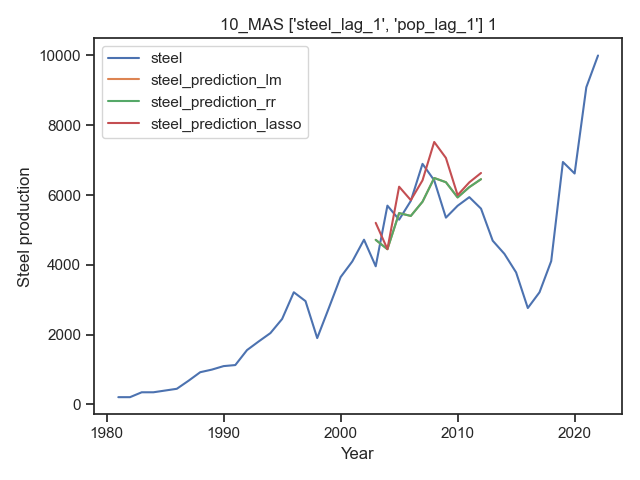 10_MAS ['steel_lag_1', 'pop_lag_1'] 1
steel
steel_prediction_lm
steel_prediction_rr
steel_prediction_lasso
10000
8000
6000
4000
2000
0
Steel production
1980
1990
2000
2010
2020
Year